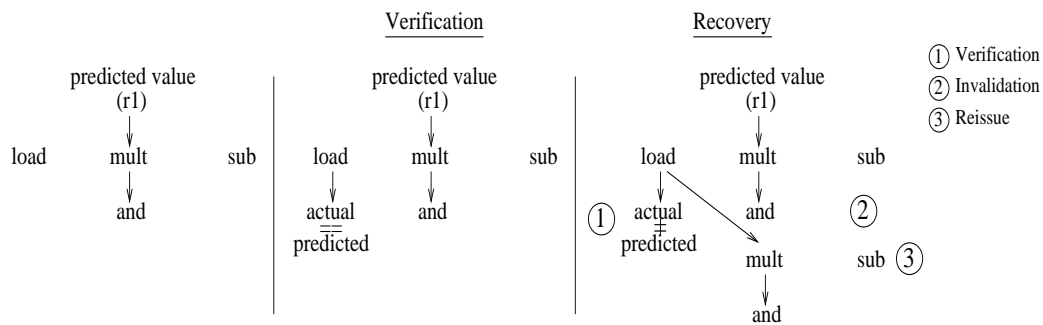 Verification
Recovery
① Verification
② Invalidation
③ Reissue
predicted value
(r1)
load mult sub
and
predicted value
(r1)
load mult sub
actual and
==
predicted
predicted value
(r1)
load mult sub
① actual and ②
≠
predicted
mult sub ③
and